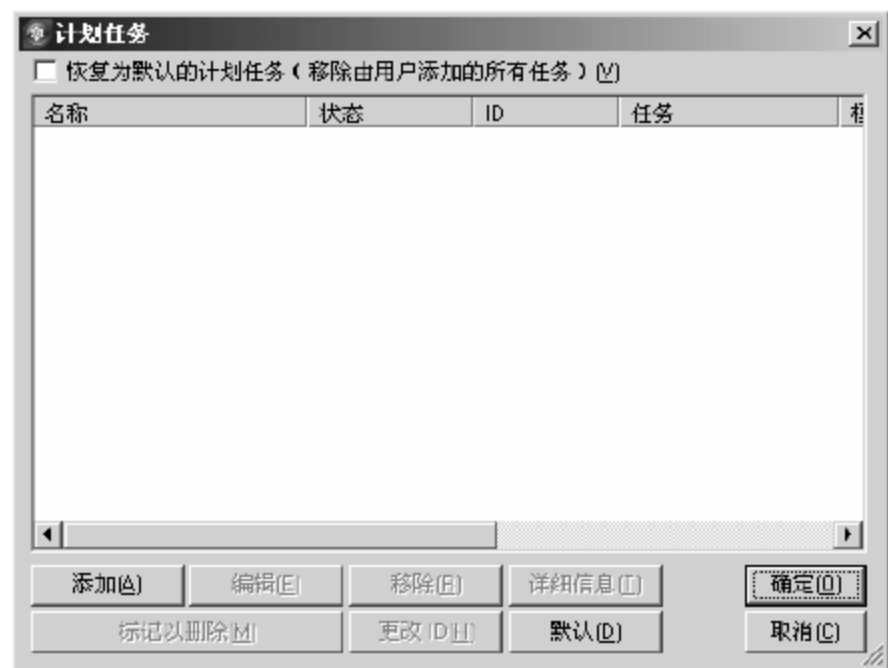 计划任务
恢复为默认的计划任务（移除由用户添加的所有任务）(V)
名称 状态 ID 任务
添加(A) 编辑(E) 移除(R) 详细信息(T) 确定(O)
标记以删除(M) 更改 ID(H) 默认(D) 取消(C)